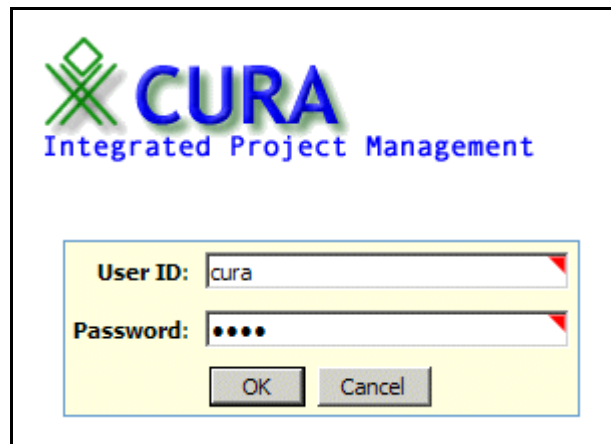 CURA
Integrated Project Management
User ID: cura
Password: ••••
OK Cancel